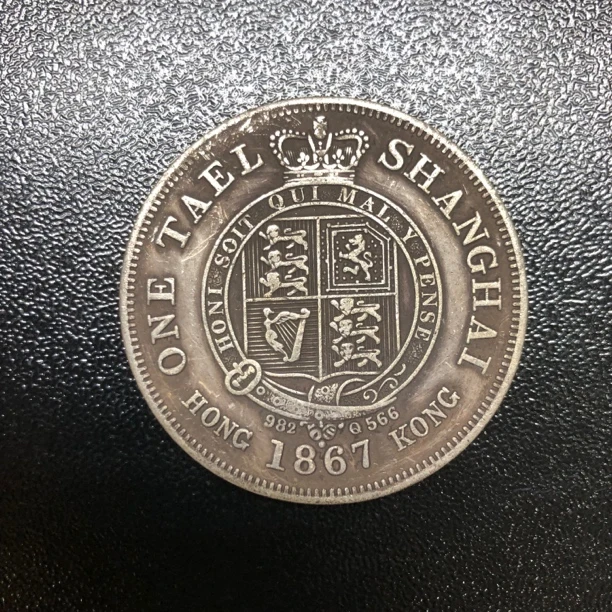 ONE TAEL SHANGHAI
HONI SOIT QUI MAL Y PENSE
982 Q 566
HONG KONG
1867